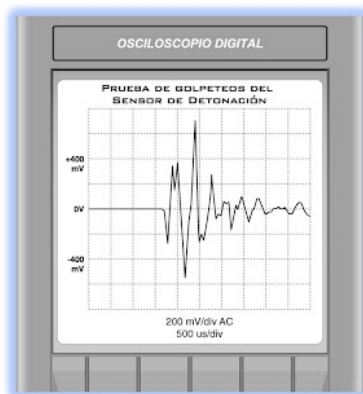 OSCILOSCOPIO DIGITAL
PRUEBA DE GOLPETEOS DEL
SENSOR DE DETONACIÓN
+400
mV
0V
-400
mV
200 mV/div AC
500 us/div